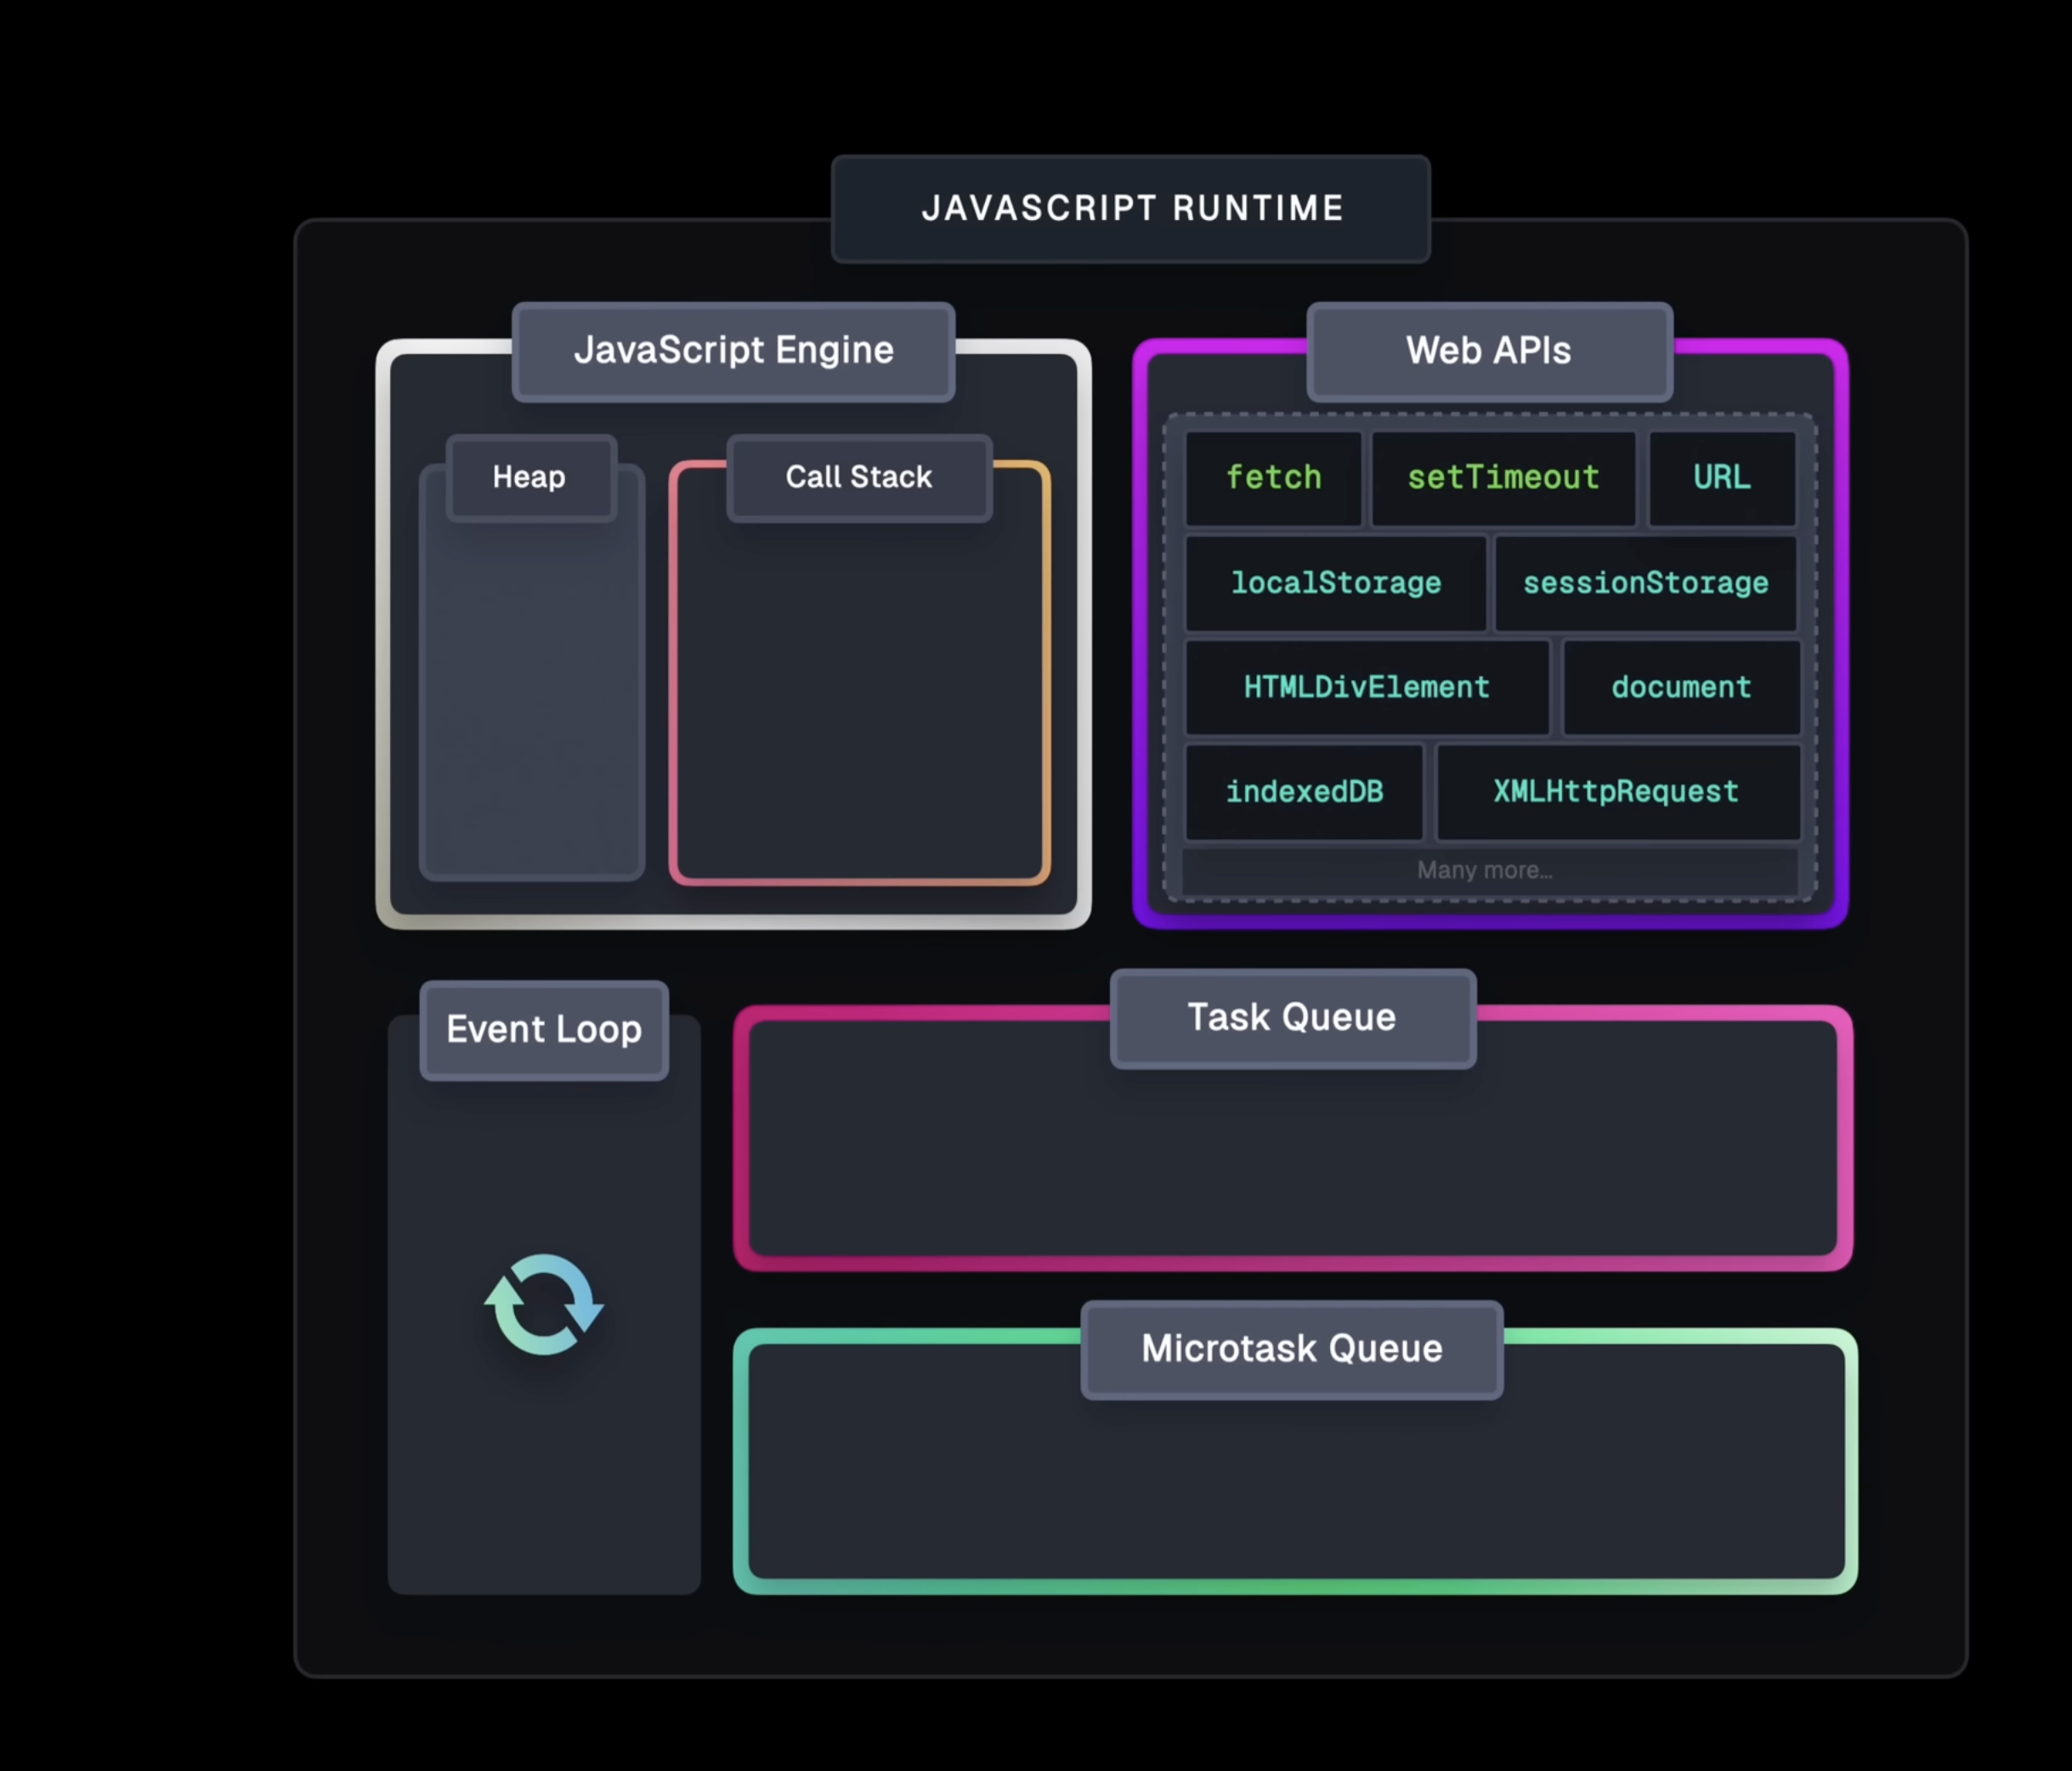 JAVASCRIPT RUNTIME
JavaScript Engine
Heap
Call Stack
Web APIs
fetch
setTimeout
URL
localStorage
sessionStorage
HTMLDivElement
document
indexedDB
XMLHttpRequest
Many more...
Event Loop
Task Queue
Microtask Queue